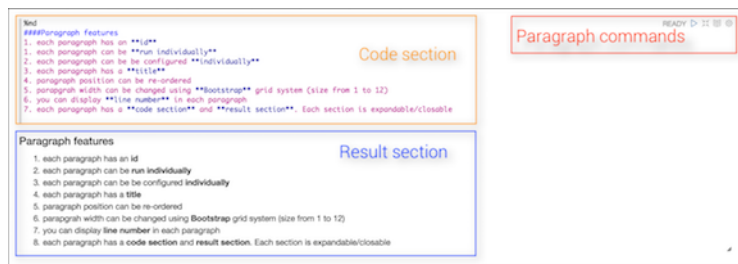 %md
####Paragraph features
1. each paragraph has an **id**
2. each paragraph can be **run individually**
2. each paragraph can be be configured **individually**
3. each paragraph has a **title**
4. paragraph position can be re-ordered
5. parapgrah width can be changed using **Bootstrap** grid system (size from 1 to 12)
6. you can display **line number** in each paragraph
7. each paragraph has a **code section** and **result section**. Each section is expandable/closable
Code section
READY
Paragraph commands
Paragraph features
1. each paragraph has an id
2. each paragraph can be run individually
3. each paragraph can be be configured individually
4. each paragraph has a title
5. paragraph position can be re-ordered
6. parapgrah width can be changed using Bootstrap grid system (size from 1 to 12)
7. you can display line number in each paragraph
8. each paragraph has a code section and result section. Each section is expandable/closable
Result section